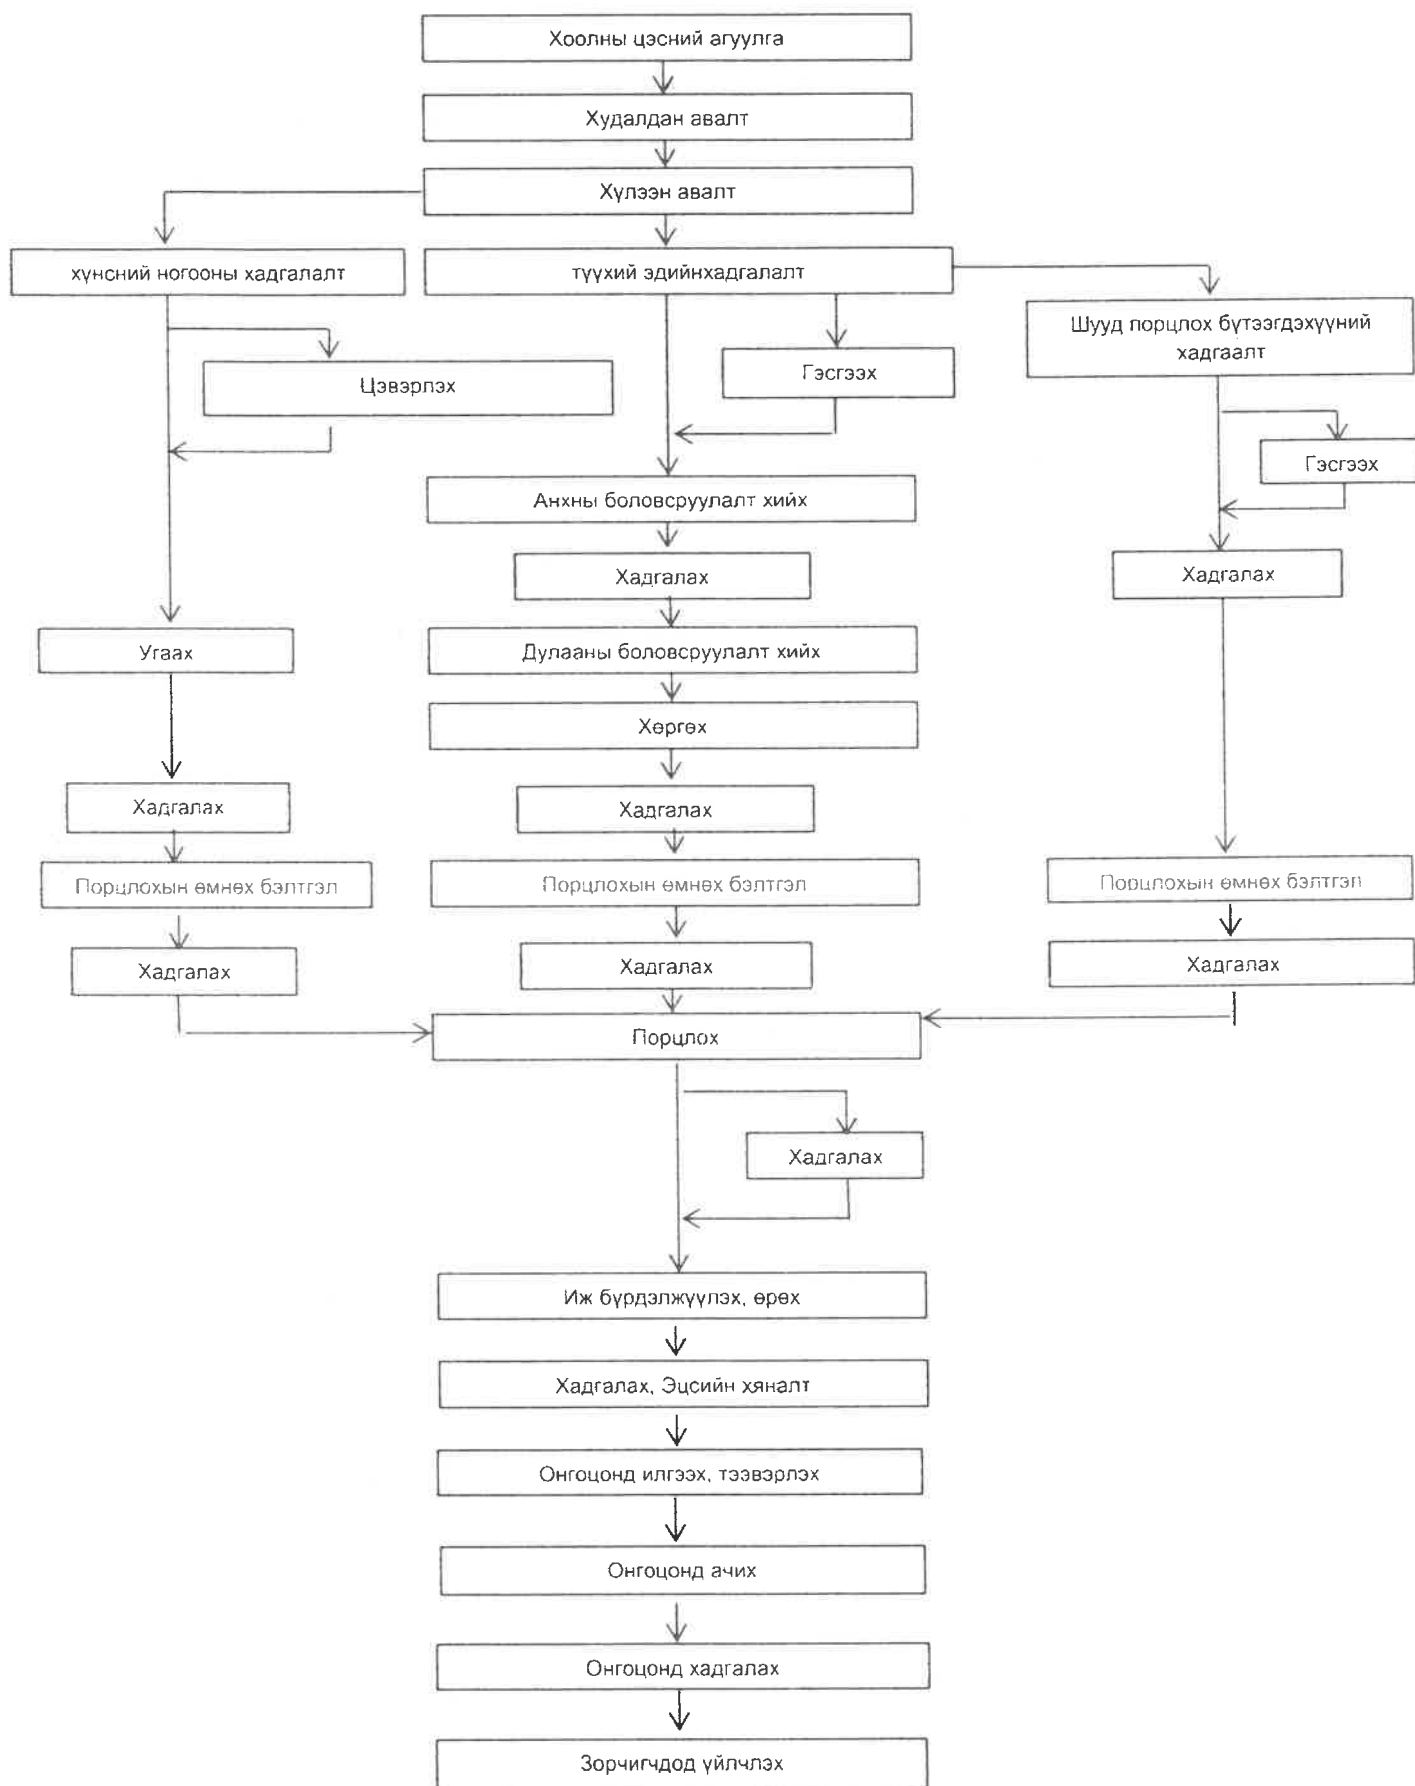 Хоолны цэсний агуулга
Худалдан авалт
Хүлээн авалт
хүнсний ногооны хадгалалт
түүхий эдийнхадгалалт
Шууд порцлох бүтээгдэхүүний
хадгаалт
Цэвэрлэх
Гэсгээх
Гэсгээх
Анхны боловсруулалт хийх
Хадгалах
Хадгалах
Угаах
Дулааны боловсруулалт хийх
Хөргөх
Хадгалах
Хадгалах
Порцлохын өмнөх бэлтгэл
Порцлохын өмнөх бэлтгэл
Порцлохын өмнөх бэлтгэл
Хадгалах
Хадгалах
Хадгалах
Порцлох
Хадгалах
Иж бүрдэлжүүлэх, өрөх
Хадгалах, Эцсийн хяналт
Онгоцонд илгээх, тээвэрлэх
Онгоцонд ачих
Онгоцонд хадгалах
Зорчигчдод үйлчлэх